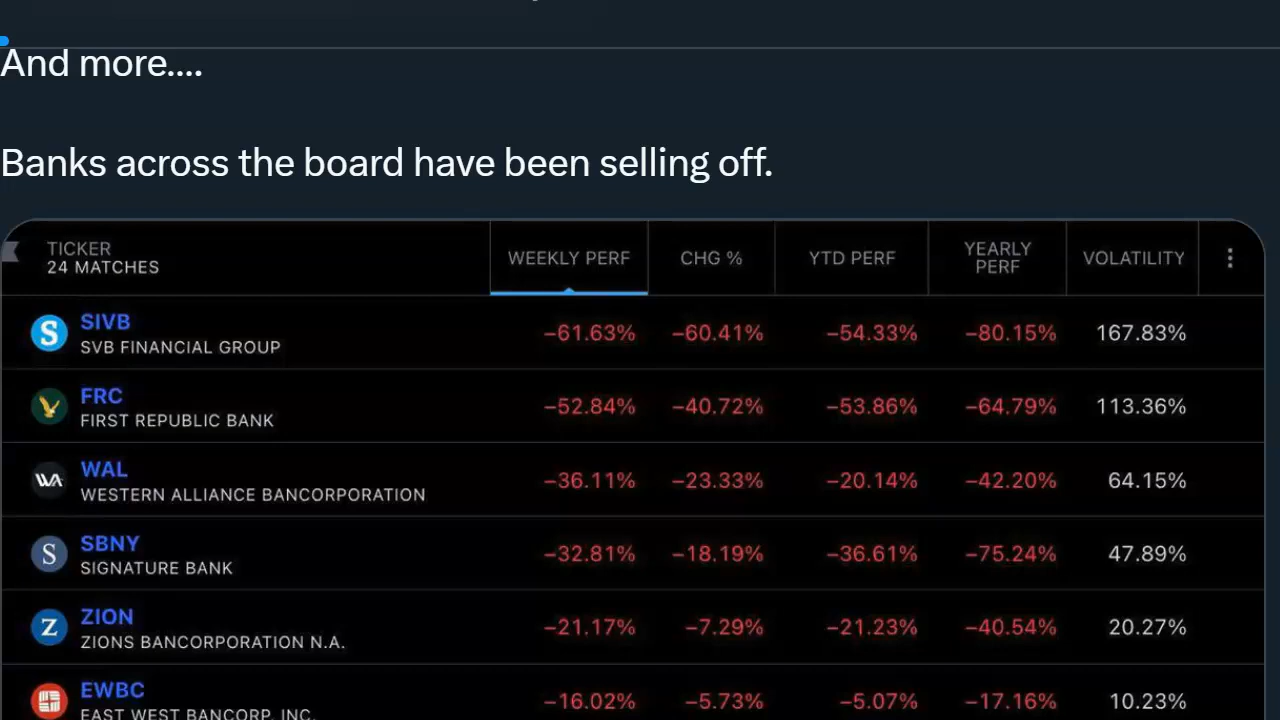 And more....
Banks across the board have been selling off.
TICKER
24 MATCHES
WEEKLY PERF
CHG %
YTD PERF
YEARLY
PERF
VOLATILITY
S
SIVB
SVB FINANCIAL GROUP
−61.63%
−60.41%
−54.33%
−80.15%
167.83%
FRC
FIRST REPUBLIC BANK
−52.84%
−40.72%
−53.86%
−64.79%
113.36%
WA
WAL
WESTERN ALLIANCE BANCORPORATION
−36.11%
−23.33%
−20.14%
−42.20%
64.15%
S
SBNY
SIGNATURE BANK
−32.81%
−18.19%
−36.61%
−75.24%
47.89%
Z
ZION
ZIONS BANCORPORATION N.A.
−21.17%
−7.29%
−21.23%
−40.54%
20.27%
EWBC
EAST WEST BANCORP, INC.
−16.02%
−5.73%
−5.07%
−17.16%
10.23%